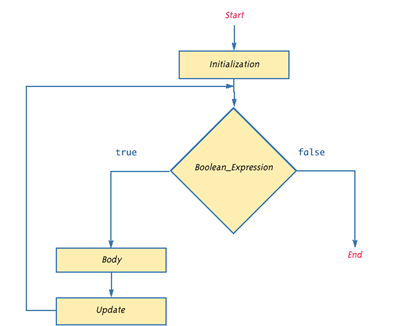 Start
Initialization
true
false
Boolean_Expression
Body
End
Update